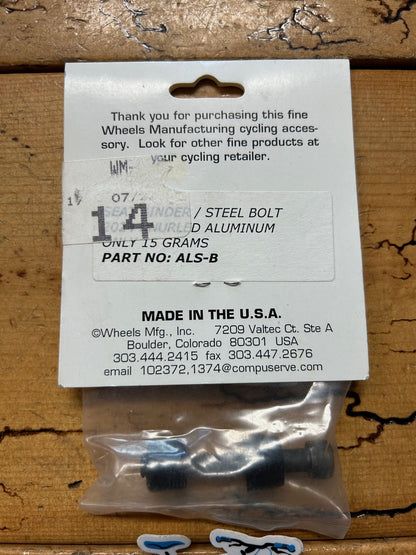 Thank you for purchasing this fine
Wheels Manufacturing cycling acces-
sory. Look for other fine products at
your cycling retailer.
WM-
07/2
14
/ STEEL BOLT
ALUMINUM
ONLY 15 GRAMS
PART NO: ALS-B
MADE IN THE U.S.A.
©Wheels Mfg., Inc. 7209 Valtec Ct. Ste A
Boulder, Colorado 80301 USA
303.444.2415 fax 303.447.2676
email 102372,1374@compuserve.com